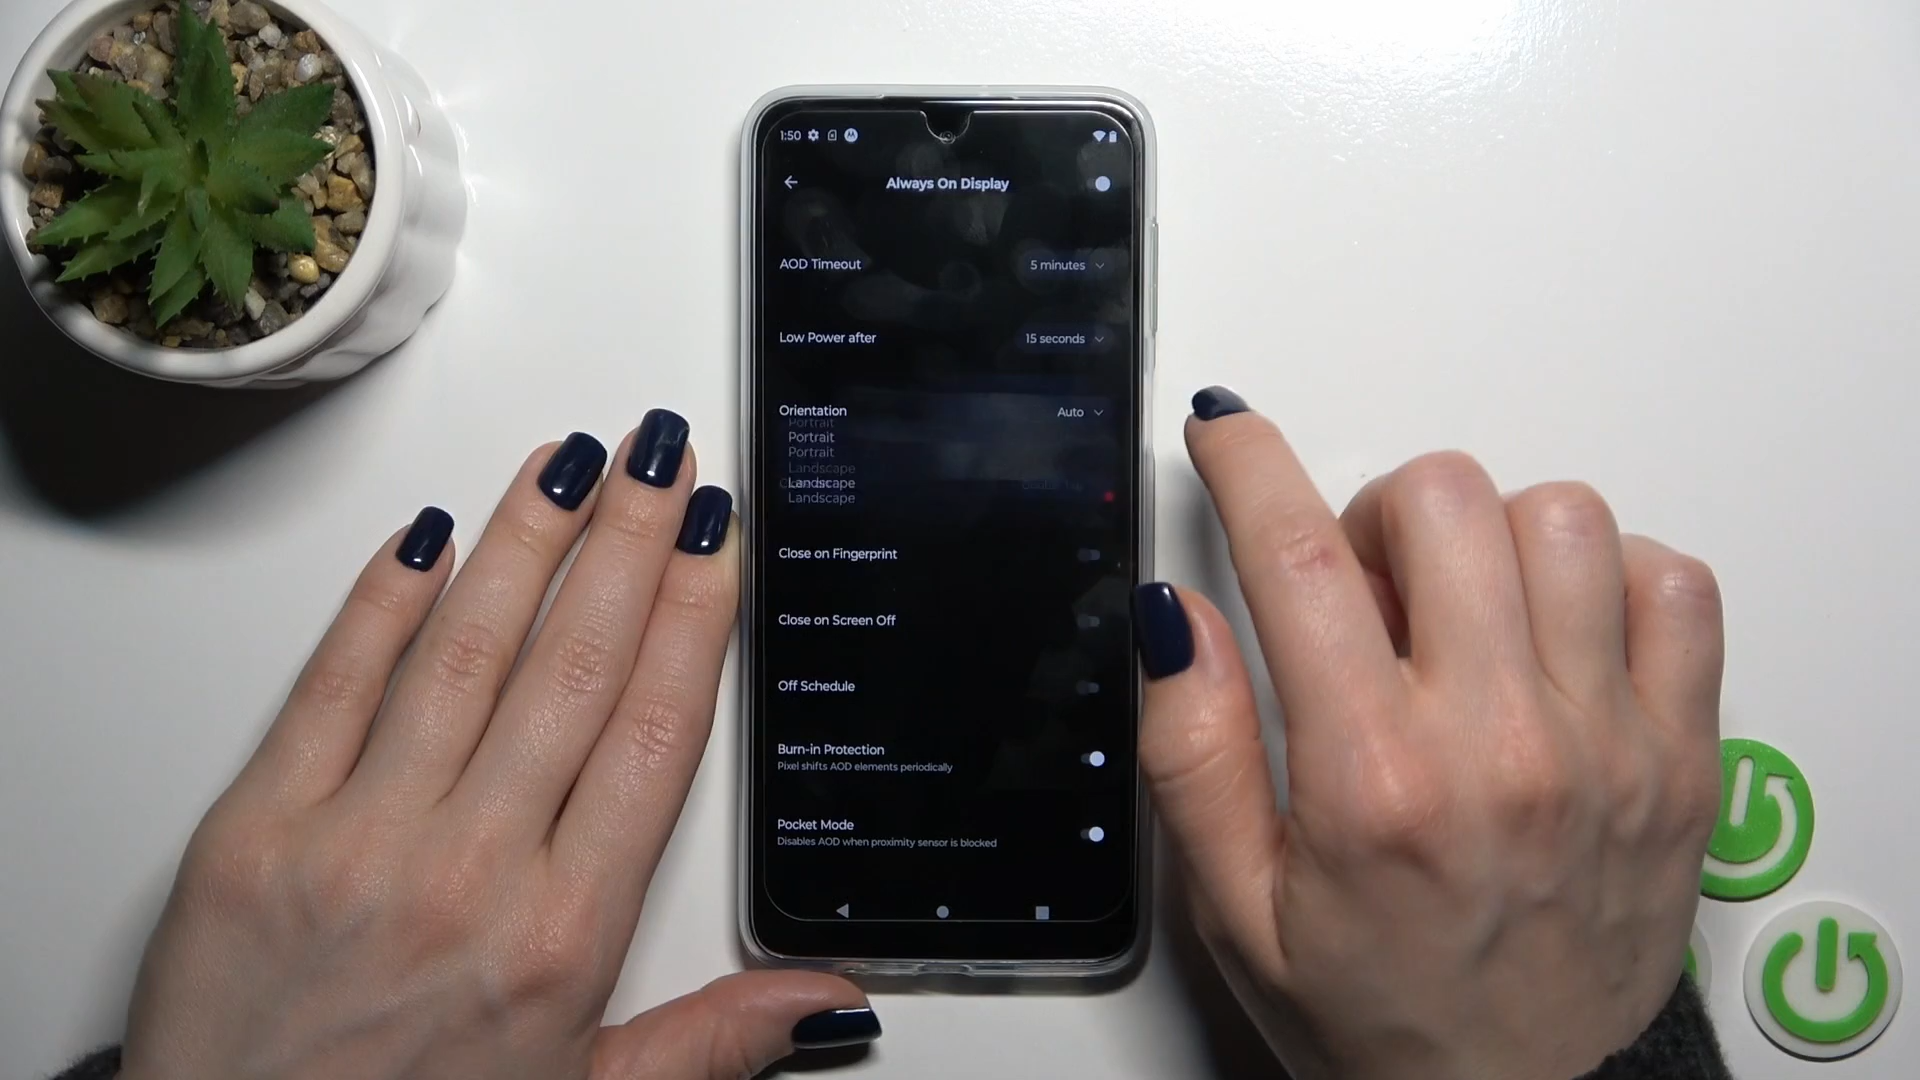 1:50
Always On Display
AOD Timeout 5 minutes
Low Power after 15 seconds
Orientation Auto
Portrait
Portrait
Portrait
Landscape
Landscape
Landscape
Close on Fingerprint
Close on Screen Off
Off Schedule
Burn-in Protection
Pixel shifts AOD elements periodically
Pocket Mode
Disables AOD when proximity sensor is blocked